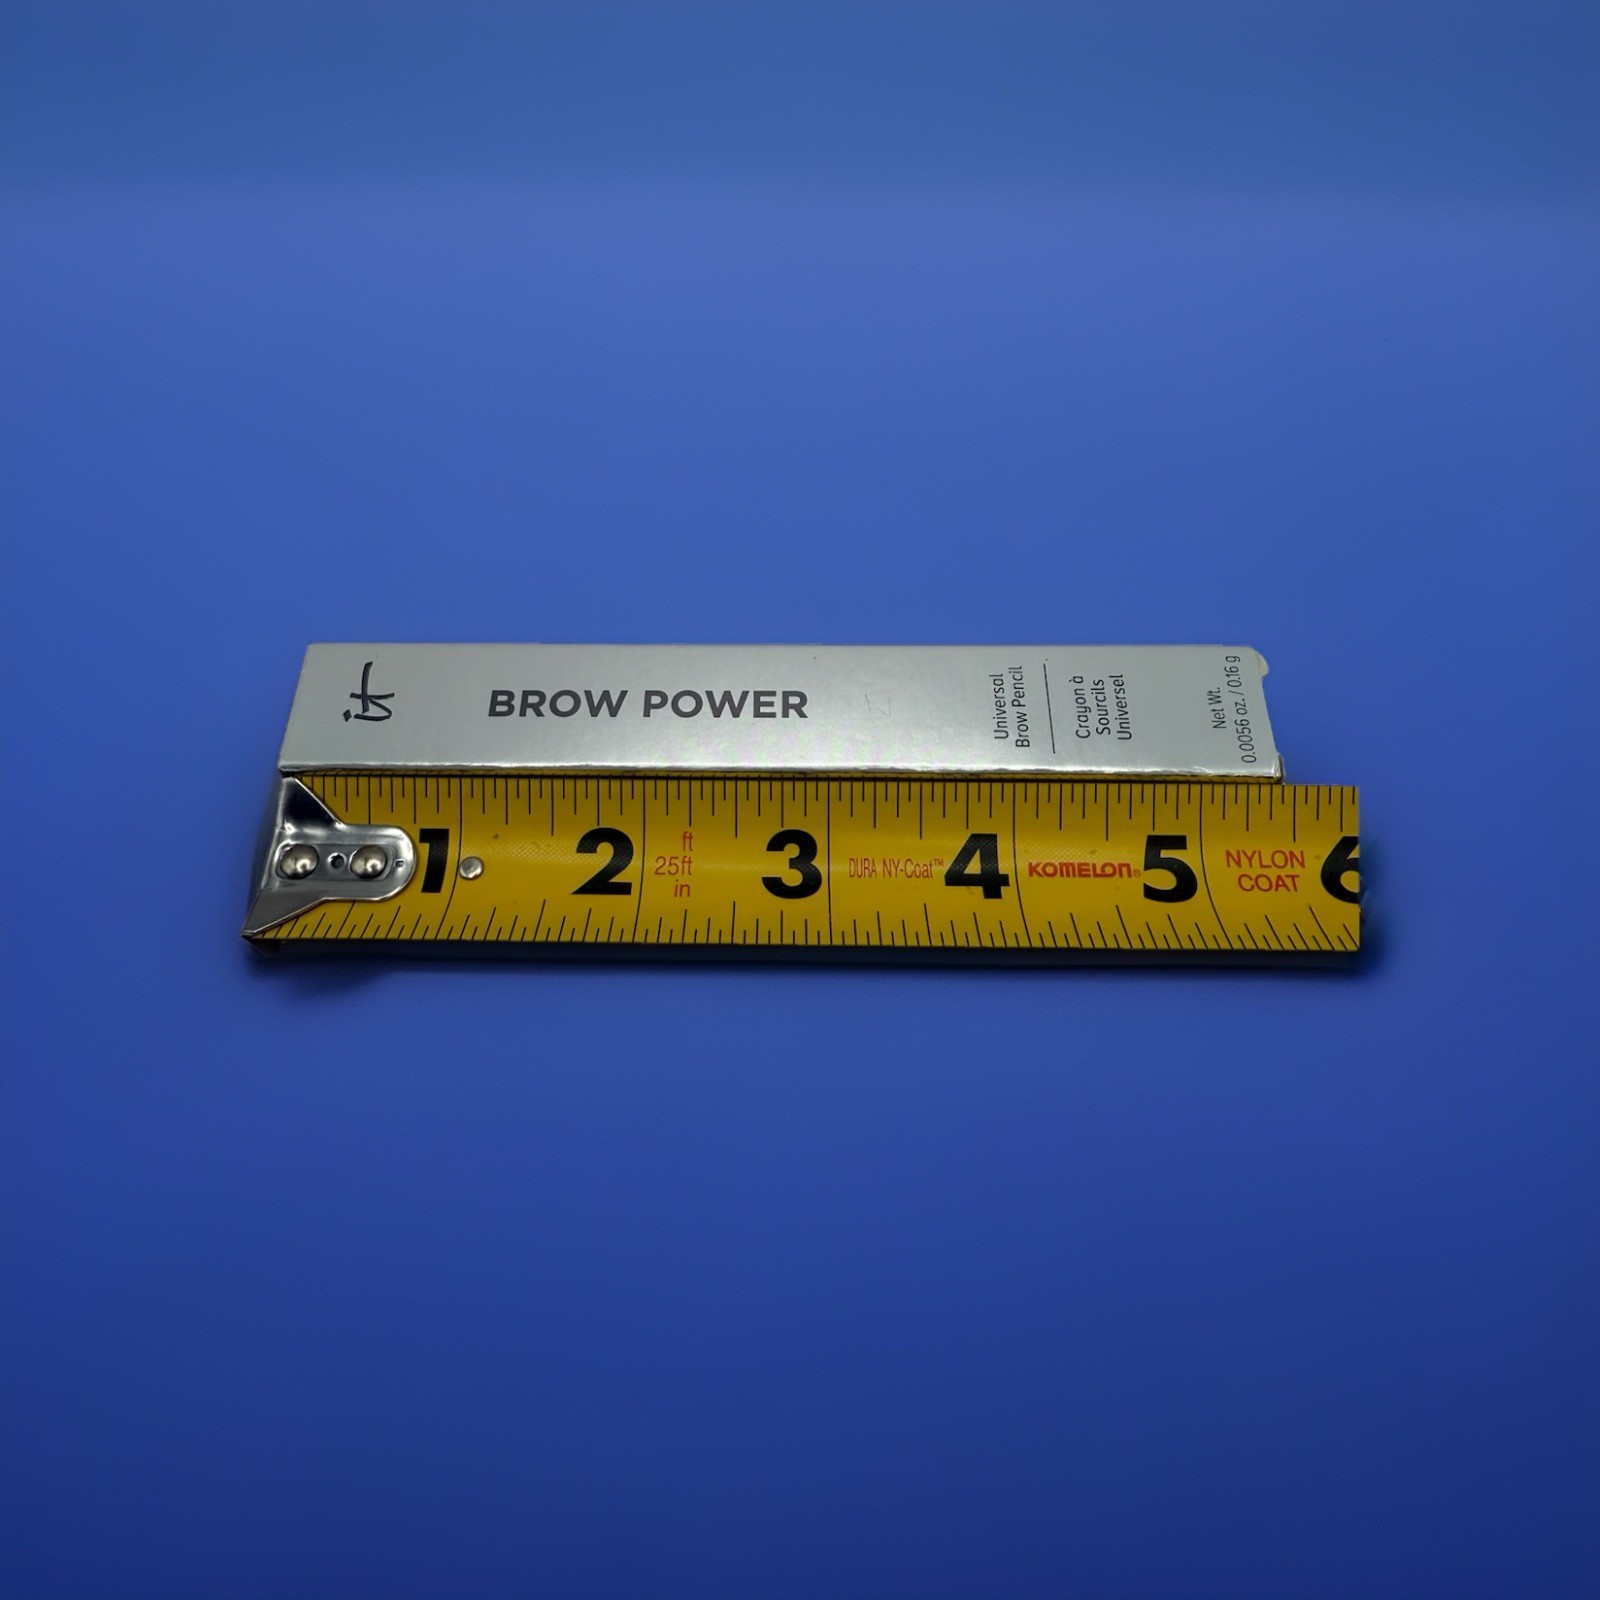 it
BROW POWER
Universal
Brow Pencil
Crayon à
Sourcils
Universel
Net Wt.
0.0056 oz. / 0.16 g
1 2 ft 3 DURA NY-Coat™ 4 KOMELON® 5 NYLON 6
25ft
in
COAT